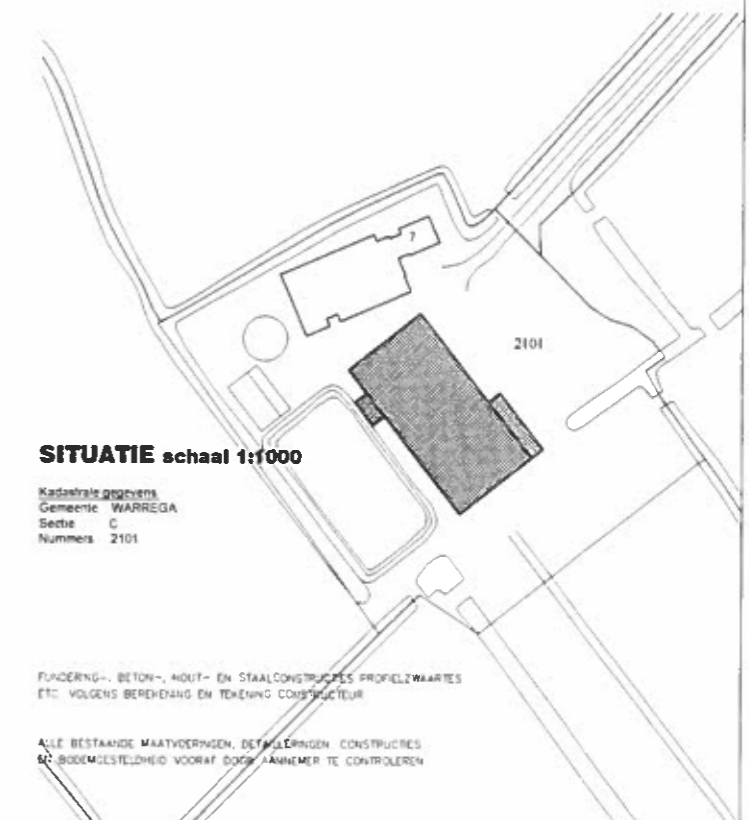 7
2101
SITUATIE schaal 1:1000
Kadastrale gegevens
Gemeente WARREGA
Sectie C
Nummers 2101
FUNDERING-, BETON-, HOUT- EN STAALCONSTRUCTIES PROFIELZWAARTES
ETC. VOLGENS BEREKENING EN TEKENING CONSTRUCTEUR
ALLE BESTAANDE MAATVOERINGEN, DETAILLERINGEN, CONSTRUCTIES
EN BODEMGESTELDHEID VOORAF DOOR AANNEMER TE CONTROLEREN